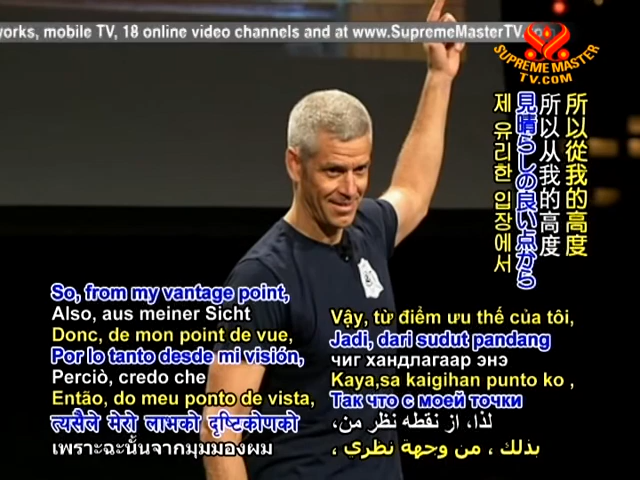 orks, mobile TV, 18 online video channels and at www.SupremeMasterTV.
SUPREME MASTER
TV.COM
所以從我的高度
所以从我的高度
見晴らしの良い点から
제 유리한 입장에서
So, from my vantage point,
Also, aus meiner Sicht
Donc, de mon point de vue,
Por lo tanto desde mi visión,
Perciò, credo che
Então, do meu ponto de vista,
त्यसैले मेरो लाभको दृष्टिकोणको
เพราะฉะนั้นจากมุมมองผม
Vậy, từ điểm ưu thế của tôi,
Jadi, dari sudut pandang
чиг хандлагаар энэ
Kaya,sa kaigihan punto ko ,
Так что с моей точки
لذا، از نقطه نظر من،
بذلك ، من وجهة نظري ،